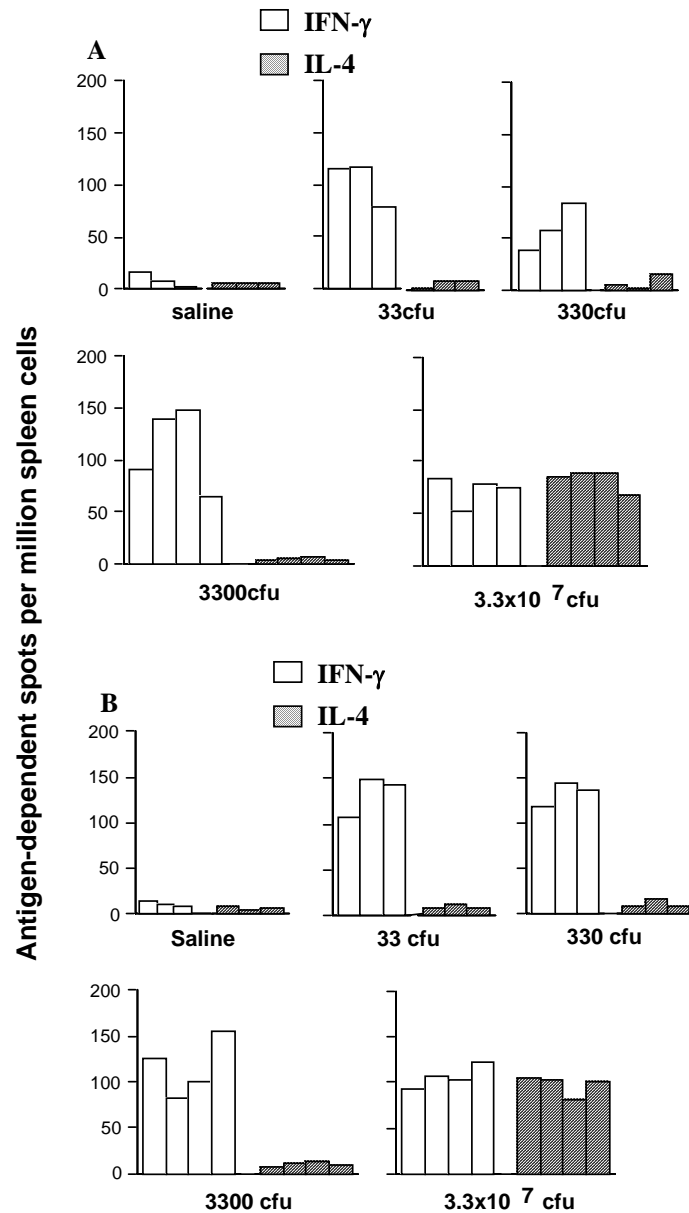 IFN-γ
A
IL-4
200
150
100
50
0
saline
33cfu
330cfu
200
150
100
50
0
3300cfu
3.3x10 7 cfu
Antigen-dependent spots per million spleen cells
IFN-γ
B
IL-4
200
150
100
50
0
Saline
33 cfu
330 cfu
200
150
100
50
0
3300 cfu
3.3x10 7 cfu